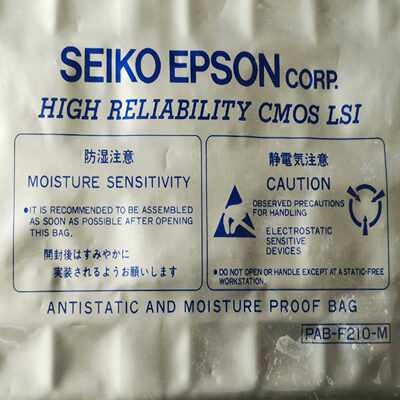 SEIKO EPSON CORP.
HIGH RELIABILITY CMOS LSI
防湿注意
MOISTURE SENSITIVITY
•IT IS RECOMMENDED TO BE ASSEMBLED
AS SOON AS POSSIBLE AFTER OPENING
THIS BAG.
開封後はすみやかに
実装されるようお願いします
静電気注意
CAUTION
OBSERVED PRECAUTIONS
FOR HANDLING
ELECTROSTATIC
SENSITIVE
DEVICES
•DO NOT OPEN OR HANDLE EXCEPT AT A STATIC-FREE
WORKSTATION.
ANTISTATIC AND MOISTURE PROOF BAG
PAB-F210-M